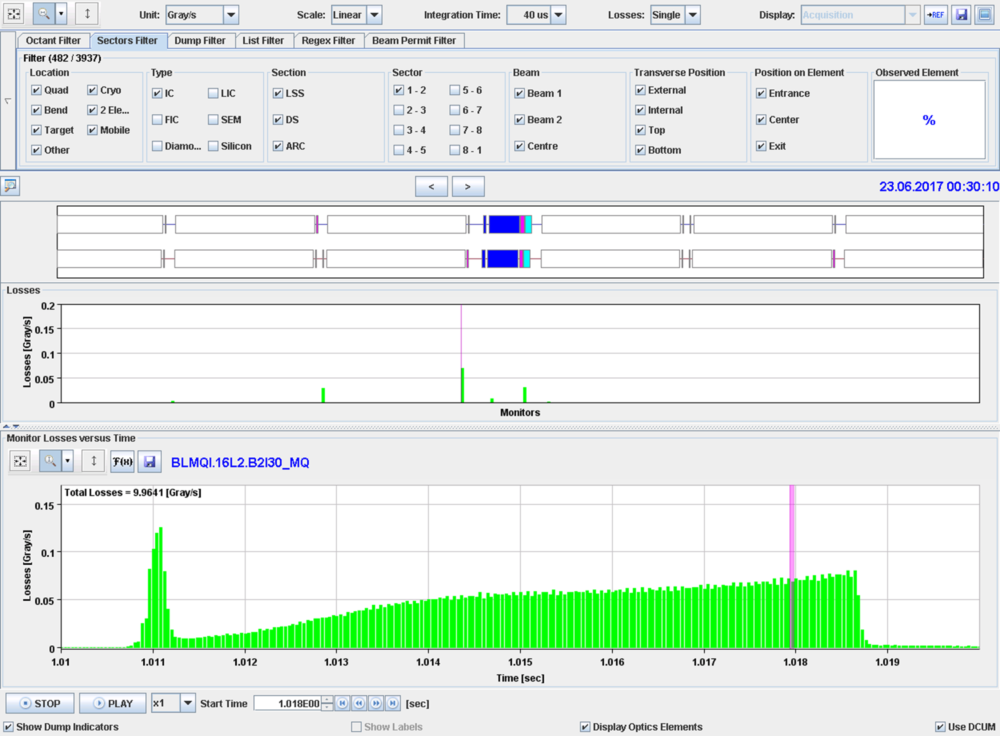 Unit: Gray/s Scale: Linear Integration Time: 40 us Losses: Single Display: Acquisition →REF
Octant Filter Sectors Filter Dump Filter List Filter Regex Filter Beam Permit Filter
Filter (482 / 3937)
Location Type Section Sector Beam Transverse Position Position on Element Observed Element
Quad Cryo IC LIC LSS 1 - 2 5 - 6 Beam 1 External Entrance
Bend 2 Ele... FIC SEM DS 2 - 3 6 - 7 Beam 2 Internal Center %
Target Mobile Diamo... Silicon ARC 3 - 4 7 - 8 Centre Top Exit
Other 4 - 5 8 - 1 Bottom
< >
23.06.2017 00:30:10
Losses
0.2
0.15
0.1
0.05
0
Losses [Gray/s]
Monitors
Monitor Losses versus Time
F(x) BLMQI.16L2.B2I30_MQ
Total Losses = 9.9641 [Gray/s]
0.15
0.1
0.05
0
Losses [Gray/s]
1.01 1.011 1.012 1.013 1.014 1.015 1.016 1.017 1.018 1.019
Time [sec]
STOP PLAY x1 Start Time 1.018E00 [sec]
Show Dump Indicators Show Labels Display Optics Elements Use DCUM